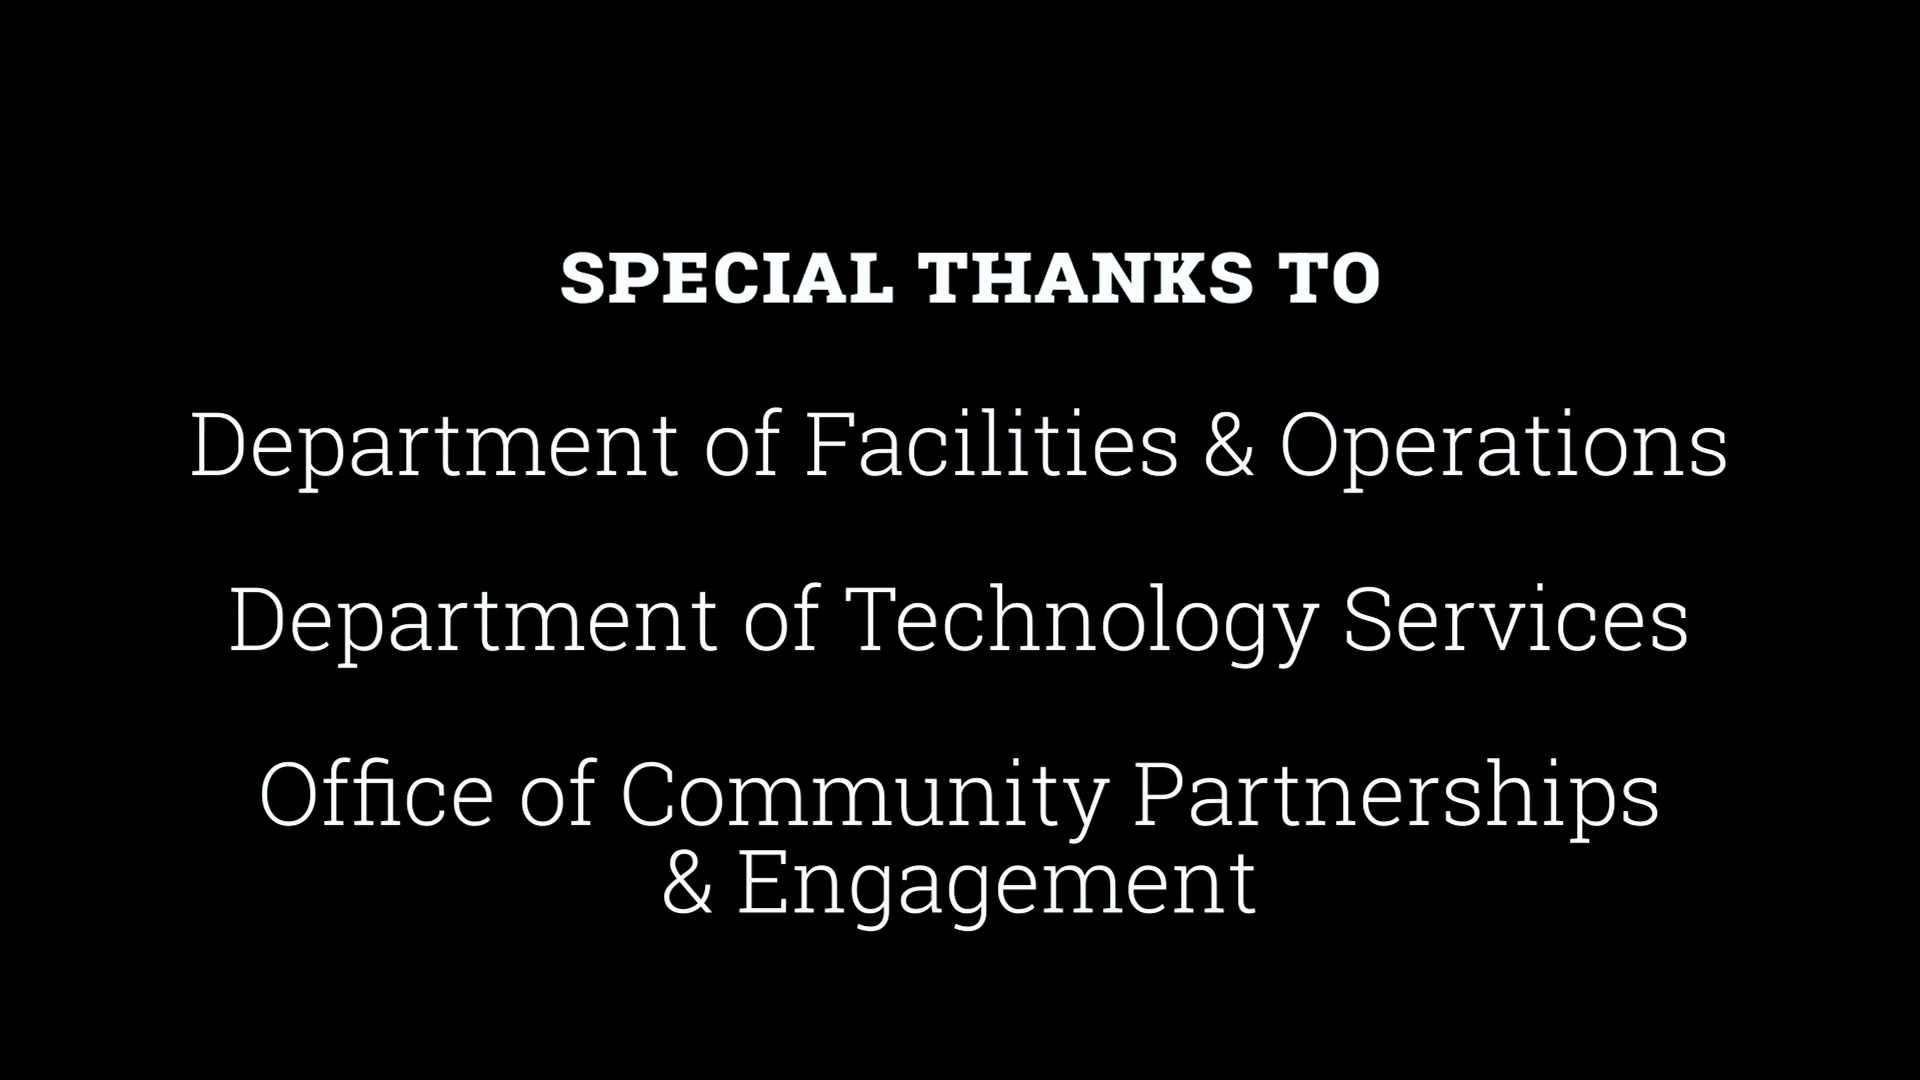 SPECIAL THANKS TO
Department of Facilities & Operations
Department of Technology Services
Office of Community Partnerships
& Engagement